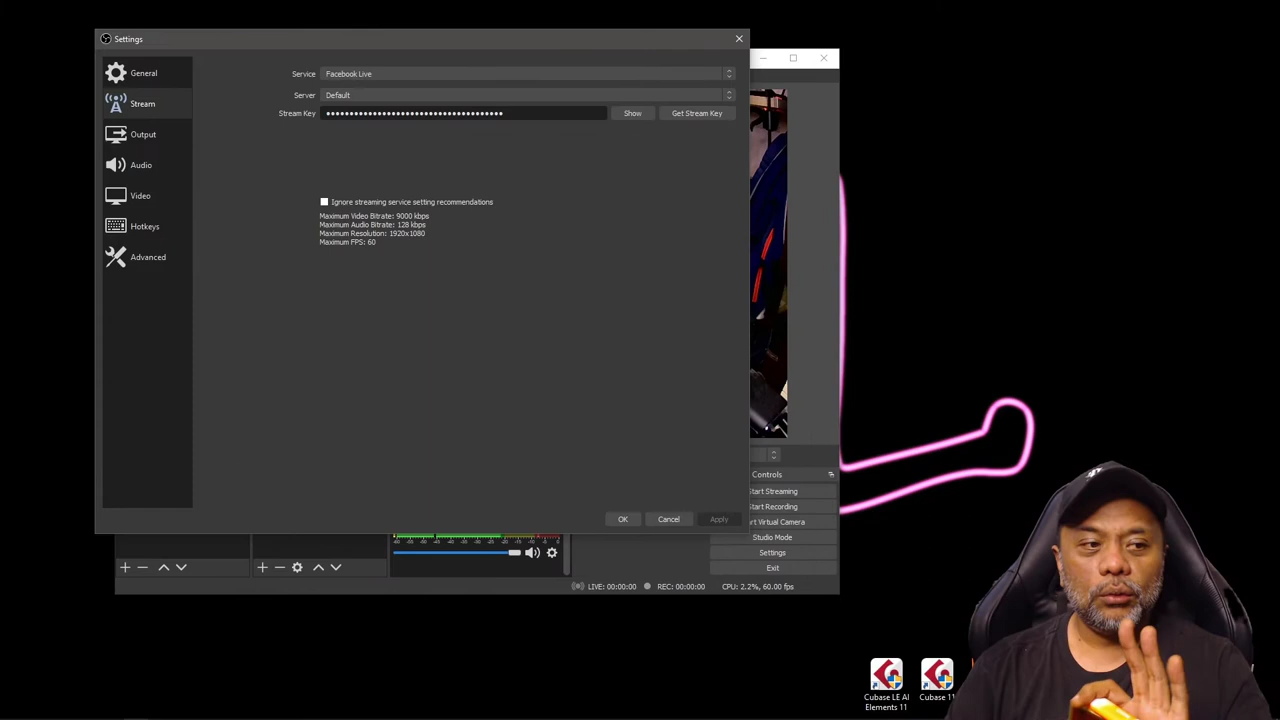 Settings
General
Stream
Output
Audio
Video
Hotkeys
Advanced
Service
Facebook Live
Server
Default
Stream Key
Show
Get Stream Key
Ignore streaming service setting recommendations
Maximum Video Bitrate: 9000 kbps
Maximum Audio Bitrate: 128 kbps
Maximum Resolution: 1920x1080
Maximum FPS: 60
OK
Cancel
Apply
Controls
Start Streaming
Start Recording
rt Virtual Camera
Studio Mode
Settings
Exit
LIVE: 00:00:00
REC: 00:00:00
CPU: 2.2%, 60.00 fps
Cubase LE AI
Elements 11
Cubase 11